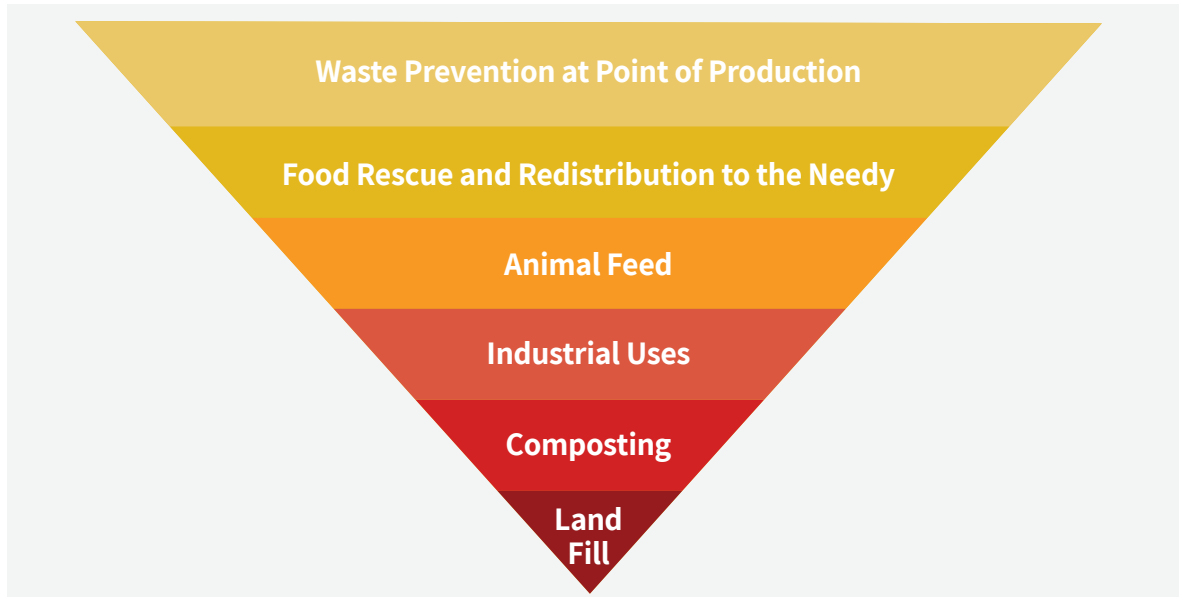 Waste Prevention at Point of Production
Food Rescue and Redistribution to the Needy
Animal Feed
Industrial Uses
Composting
Land
Fill